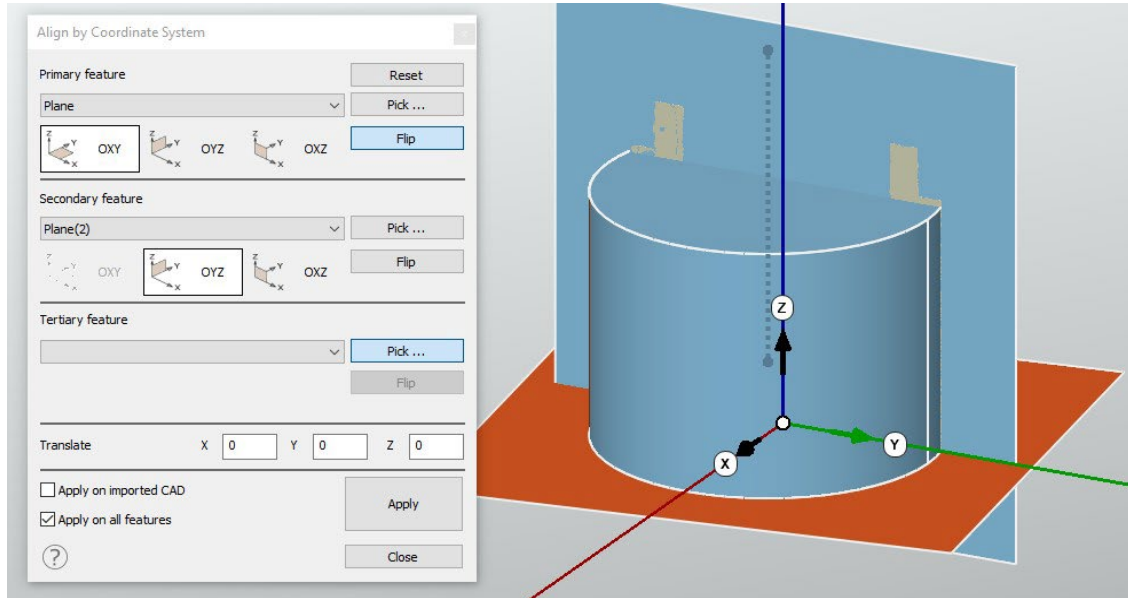 Align by Coordinate System
x
Primary feature
Reset
Plane
Pick ...
Z Y X OXY
Z Y X OYZ
Z Y X OXZ
Flip
Secondary feature
Plane(2)
Pick ...
Z Y X OXY
Z Y X OYZ
Z Y X OXZ
Flip
Tertiary feature
Pick ...
Flip
Translate X 0 Y 0 Z 0
Apply on imported CAD
Apply on all features
Apply
?
Close
Z
Y
X